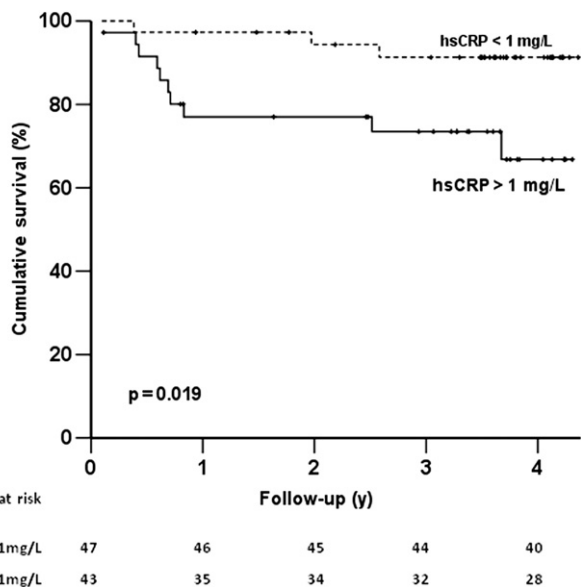 100
80
60
40
20
0
Cumulative survival (%)
hsCRP < 1 mg/L
hsCRP > 1 mg/L
p = 0.019
0 1 2 3 4
Follow-up (y)
at risk
1mg/L 47 46 45 44 40
1mg/L 43 35 34 32 28